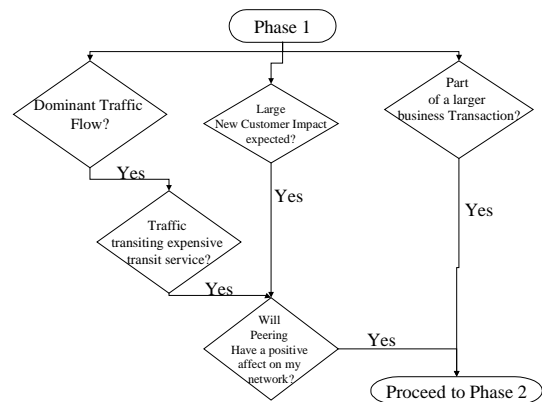 Phase 1
Dominant Traffic
Flow?
Large
New Customer Impact
expected?
Part
of a larger
business Transaction?
Yes
Traffic
transiting expensive
transit service?
Yes
Yes
Yes
Will
Peering
Have a positive
affect on my
network?
Yes
Proceed to Phase 2